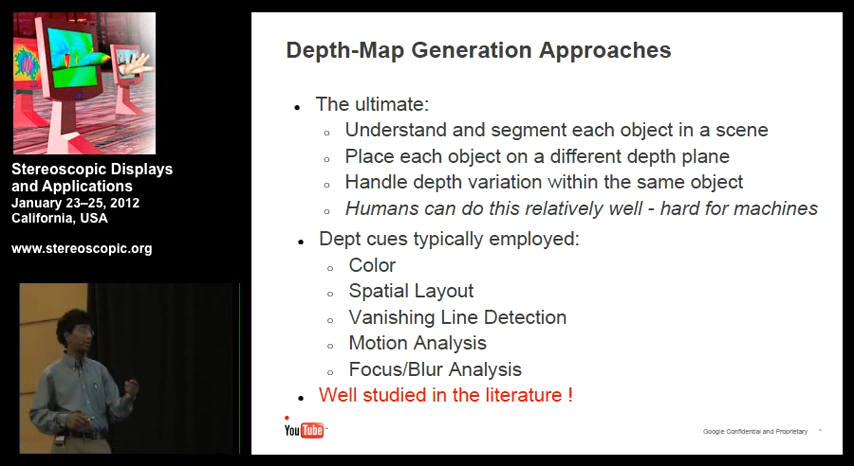 Stereoscopic Displays
and Applications
January 23–25, 2012
California, USA
www.stereoscopic.org
Depth-Map Generation Approaches
The ultimate:
Understand and segment each object in a scene
Place each object on a different depth plane
Handle depth variation within the same object
Humans can do this relatively well - hard for machines
Dept cues typically employed:
Color
Spatial Layout
Vanishing Line Detection
Motion Analysis
Focus/Blur Analysis
Well studied in the literature !
YouTube
Google Confidential and Proprietary